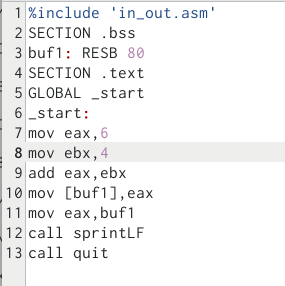 1 %include 'in_out.asm'
2 SECTION .bss
3 buf1: RESB 80
4 SECTION .text
5 GLOBAL _start
6 _start:
7 mov eax,6
8 mov ebx,4
9 add eax,ebx
10 mov [buf1],eax
11 mov eax,buf1
12 call sprintLF
13 call quit